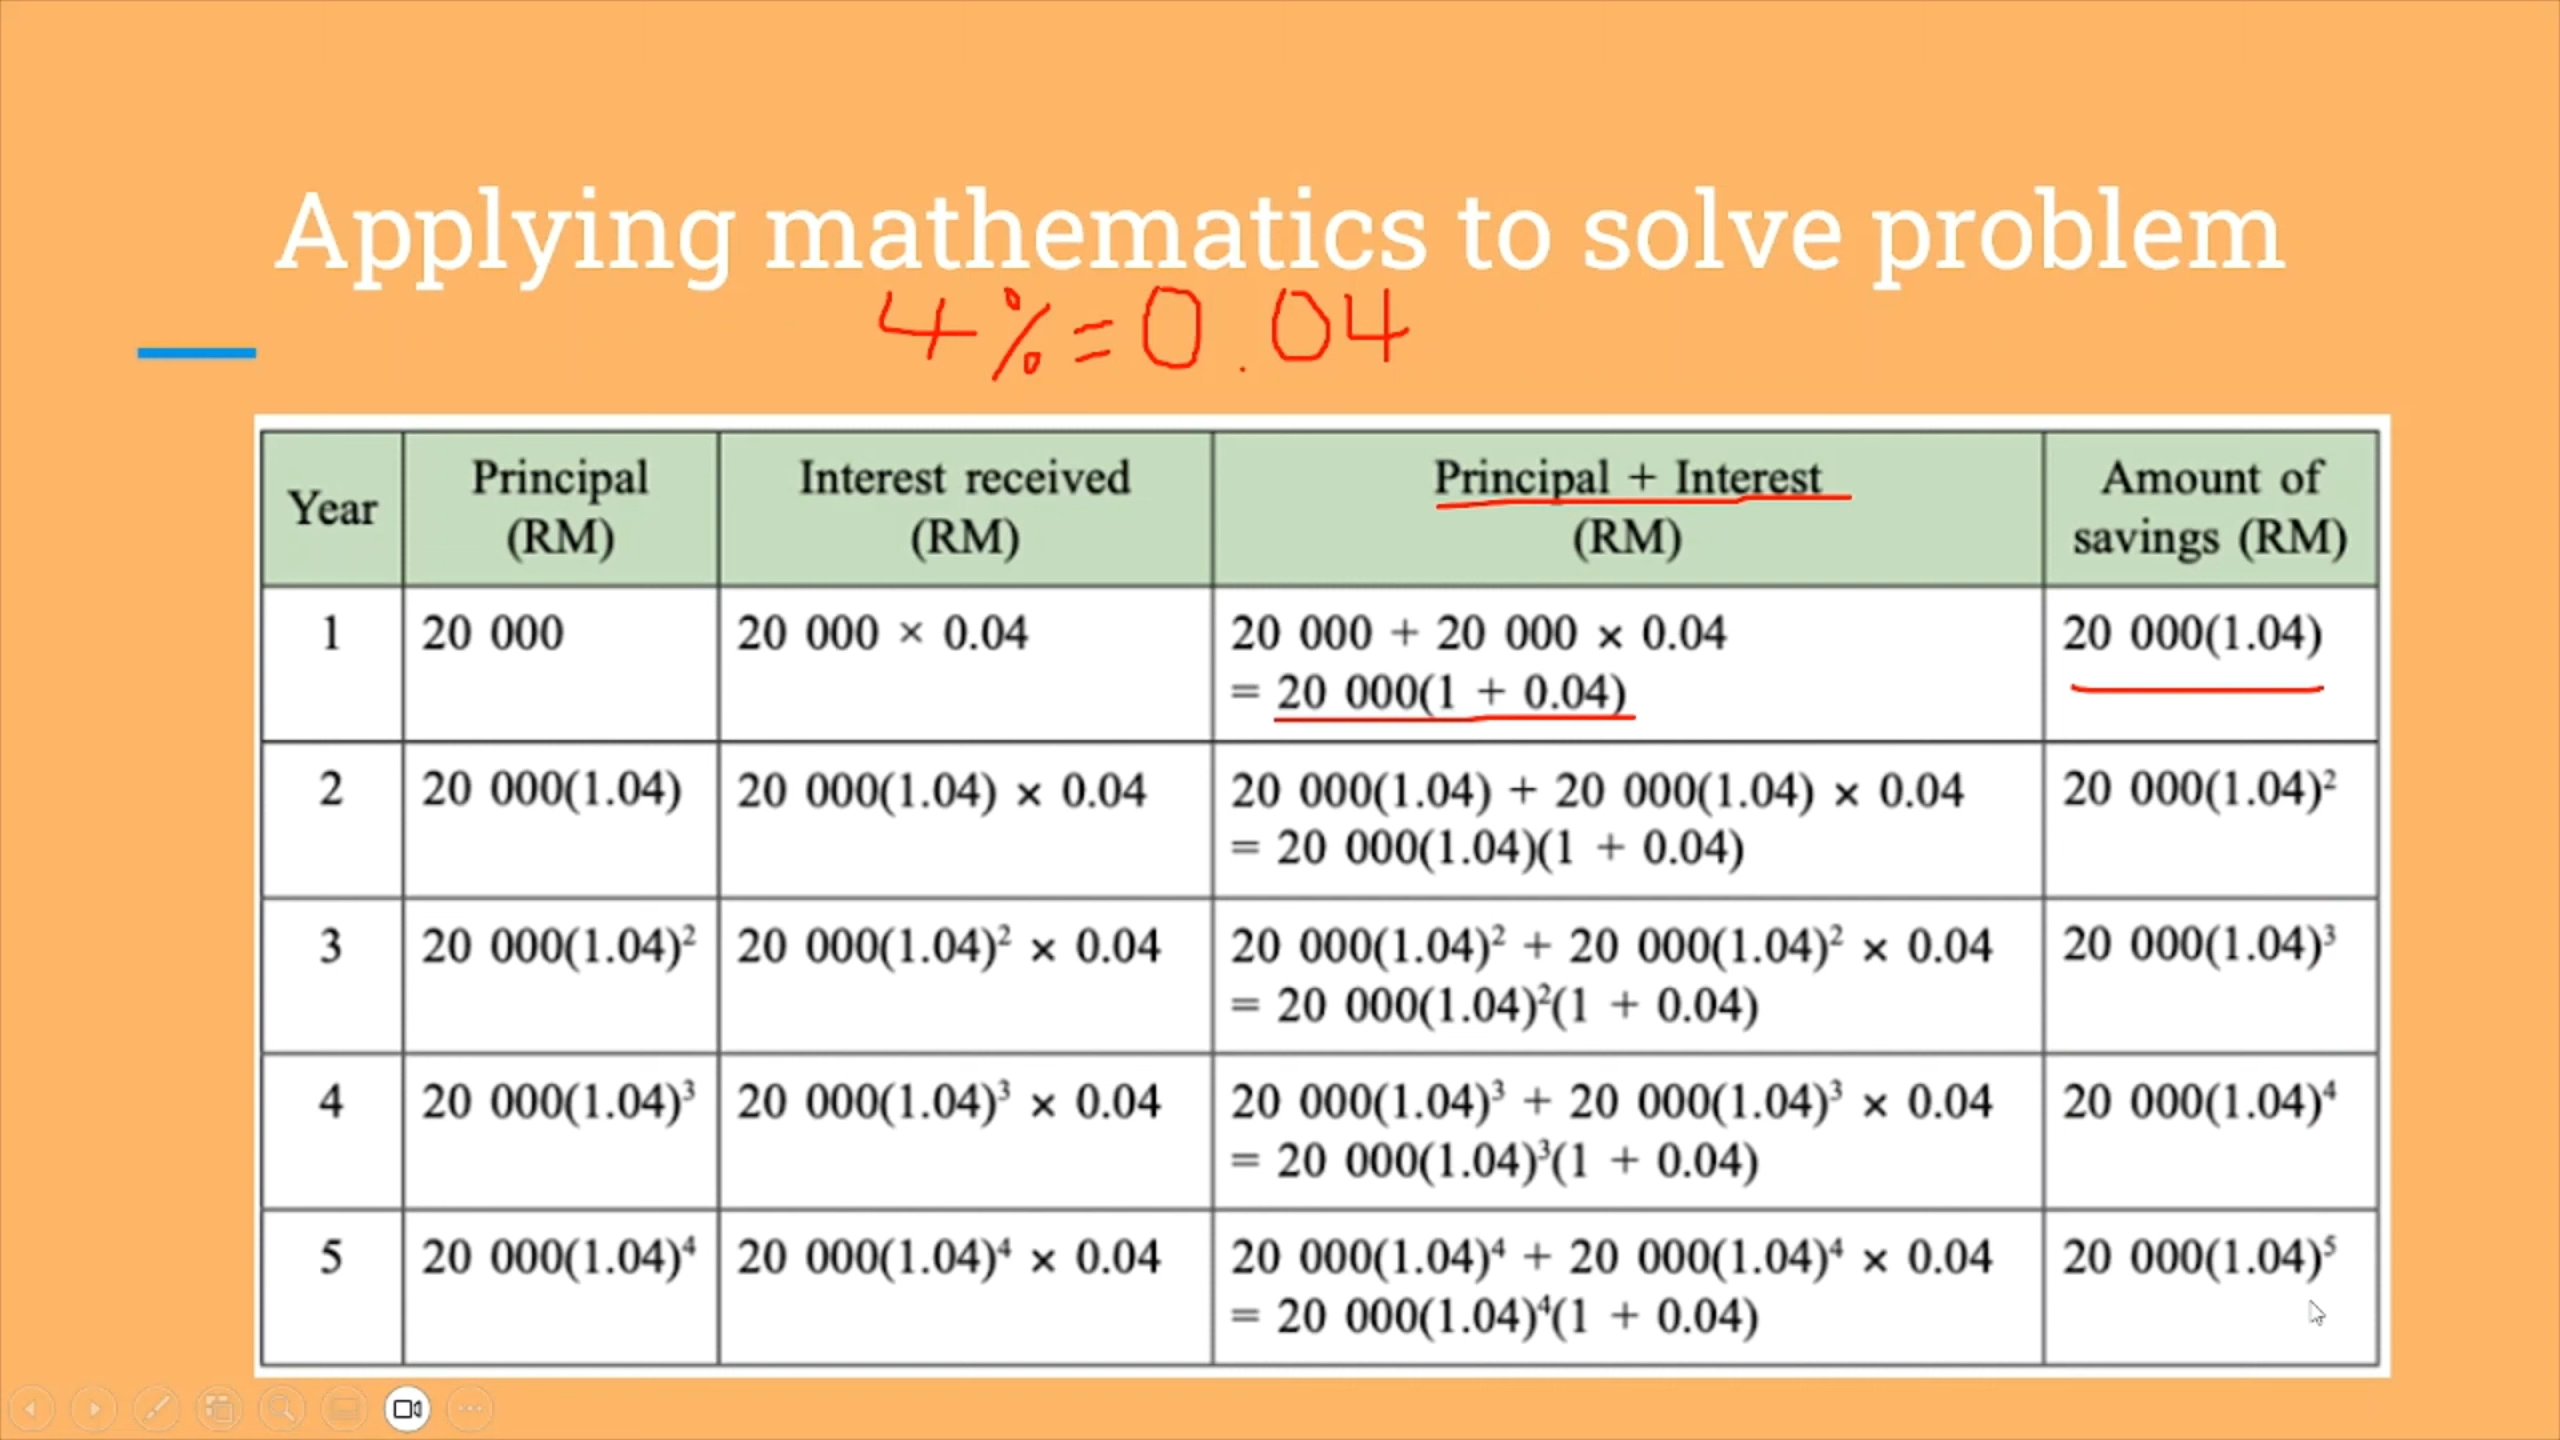 Applying mathematics to solve problem
4%=0.04
Year
Principal
(RM)
Interest received
(RM)
Principal + Interest
(RM)
Amount of
savings (RM)
1
20 000
20 000 × 0.04
20 000 + 20 000 × 0.04
= 20 000(1 + 0.04)
20 000(1.04)
2
20 000(1.04)
20 000(1.04) × 0.04
20 000(1.04) + 20 000(1.04) × 0.04
= 20 000(1.04)(1 + 0.04)
20 000(1.04)²
3
20 000(1.04)²
20 000(1.04)² × 0.04
20 000(1.04)² + 20 000(1.04)² × 0.04
= 20 000(1.04)²(1 + 0.04)
20 000(1.04)³
4
20 000(1.04)³
20 000(1.04)³ × 0.04
20 000(1.04)³ + 20 000(1.04)³ × 0.04
= 20 000(1.04)³(1 + 0.04)
20 000(1.04)⁴
5
20 000(1.04)⁴
20 000(1.04)⁴ × 0.04
20 000(1.04)⁴ + 20 000(1.04)⁴ × 0.04
= 20 000(1.04)⁴(1 + 0.04)
20 000(1.04)⁵